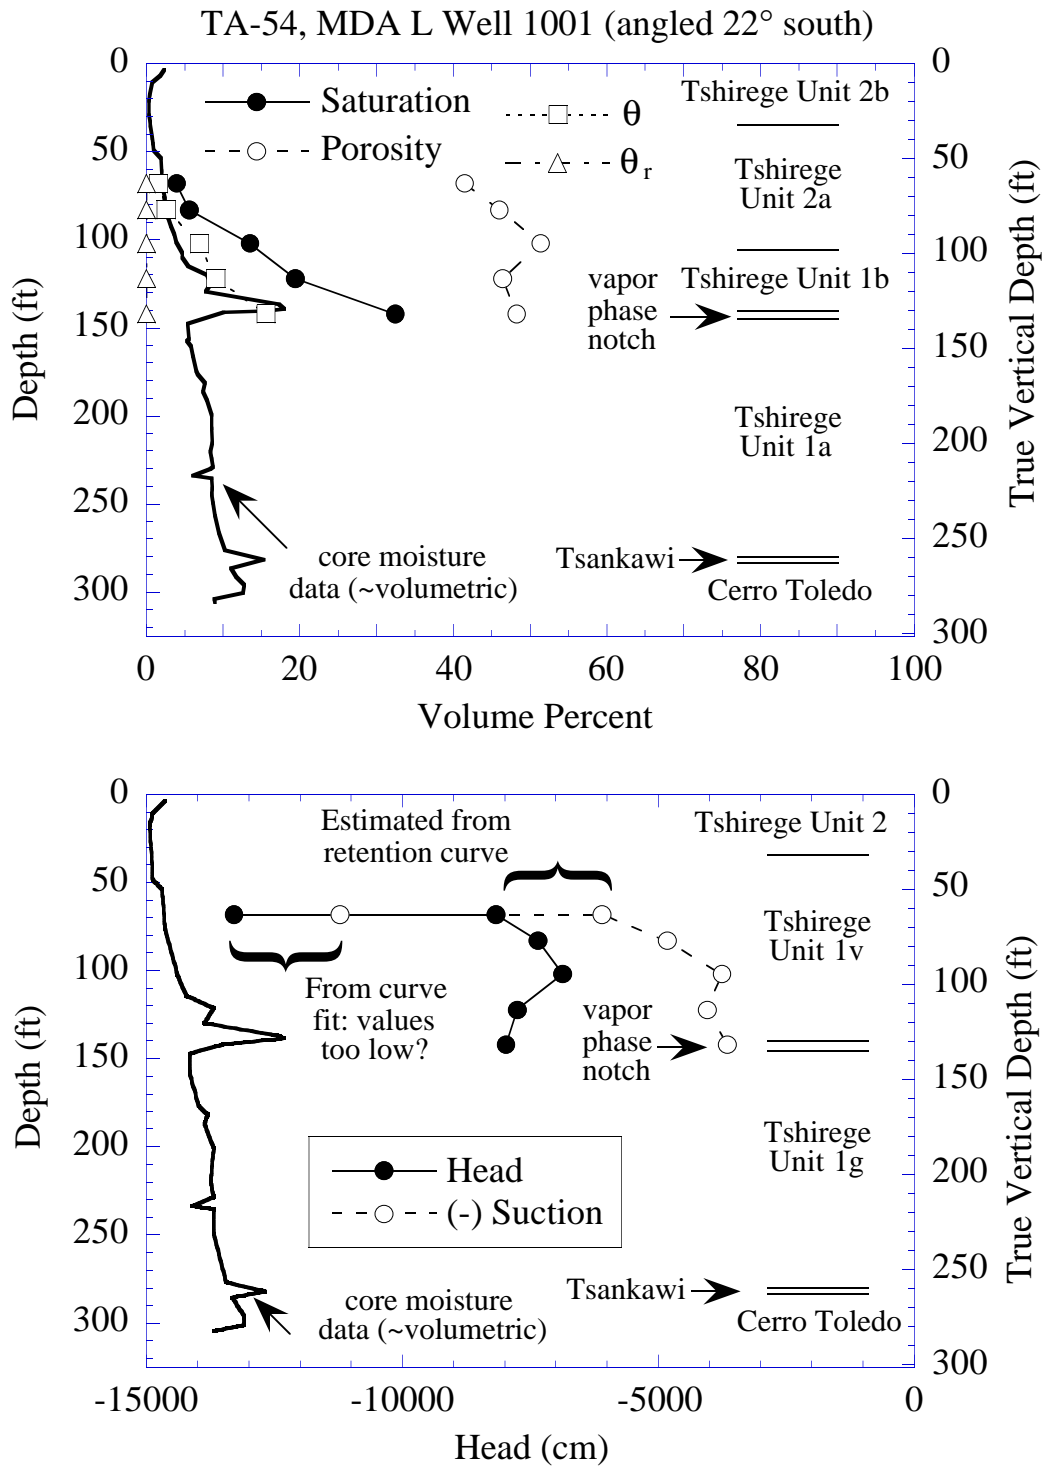 TA-54, MDA L Well 1001 (angled 22° south)
Saturation
Porosity
θ
θ r
Tshirege Unit 2b
Tshirege
Unit 2a
Tshirege Unit 1b
vapor
phase
notch
Tshirege
Unit 1a
Tsankawi
Cerro Toledo
core moisture
data (~volumetric)
Depth (ft)
0
50
100
150
200
250
300
True Vertical Depth (ft)
0
50
100
150
200
250
300
0 20 40 60 80 100
Volume Percent
Estimated from
retention curve
From curve
fit: values
too low?
Tshirege Unit 2
Tshirege
Unit 1v
vapor
phase
notch
Tshirege
Unit 1g
Head
(-) Suction
Tsankawi
Cerro Toledo
core moisture
data (~volumetric)
Depth (ft)
0
50
100
150
200
250
300
True Vertical Depth (ft)
0
50
100
150
200
250
300
-15000 -10000 -5000 0
Head (cm)